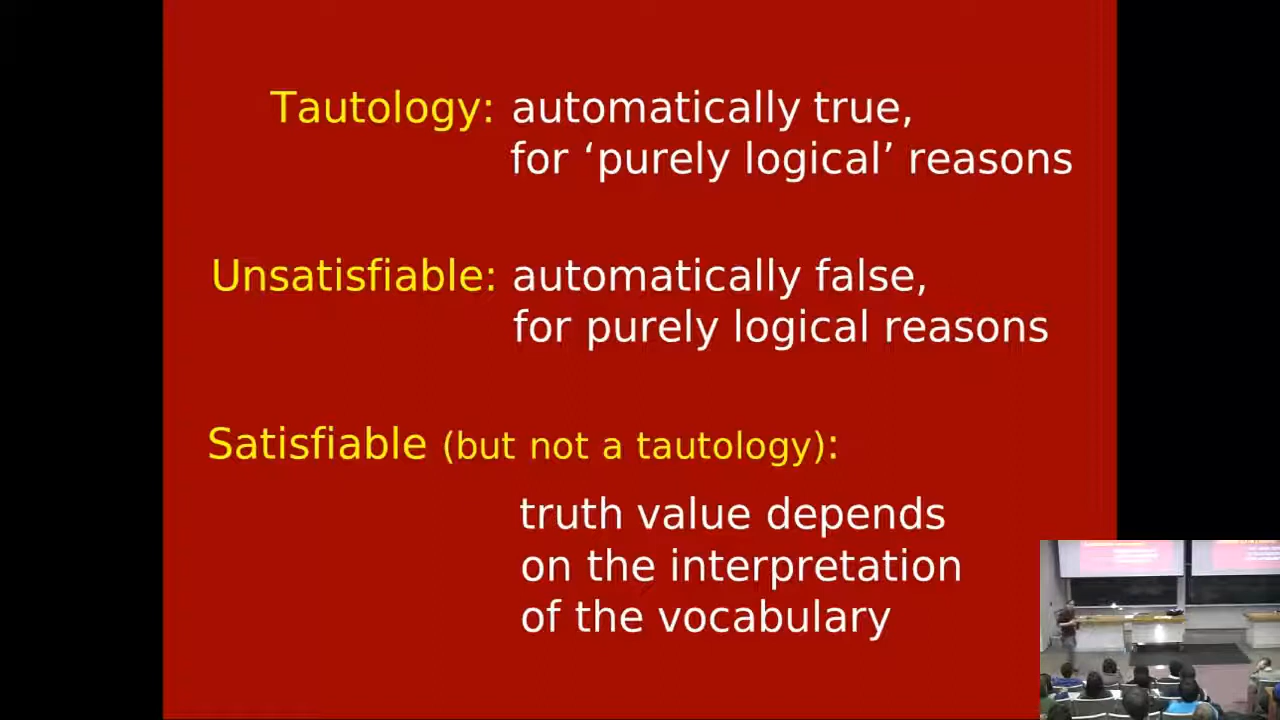 Tautology: automatically true,
for ‘purely logical’ reasons
Unsatisfiable: automatically false,
for purely logical reasons
Satisfiable (but not a tautology):
truth value depends
on the interpretation
of the vocabulary